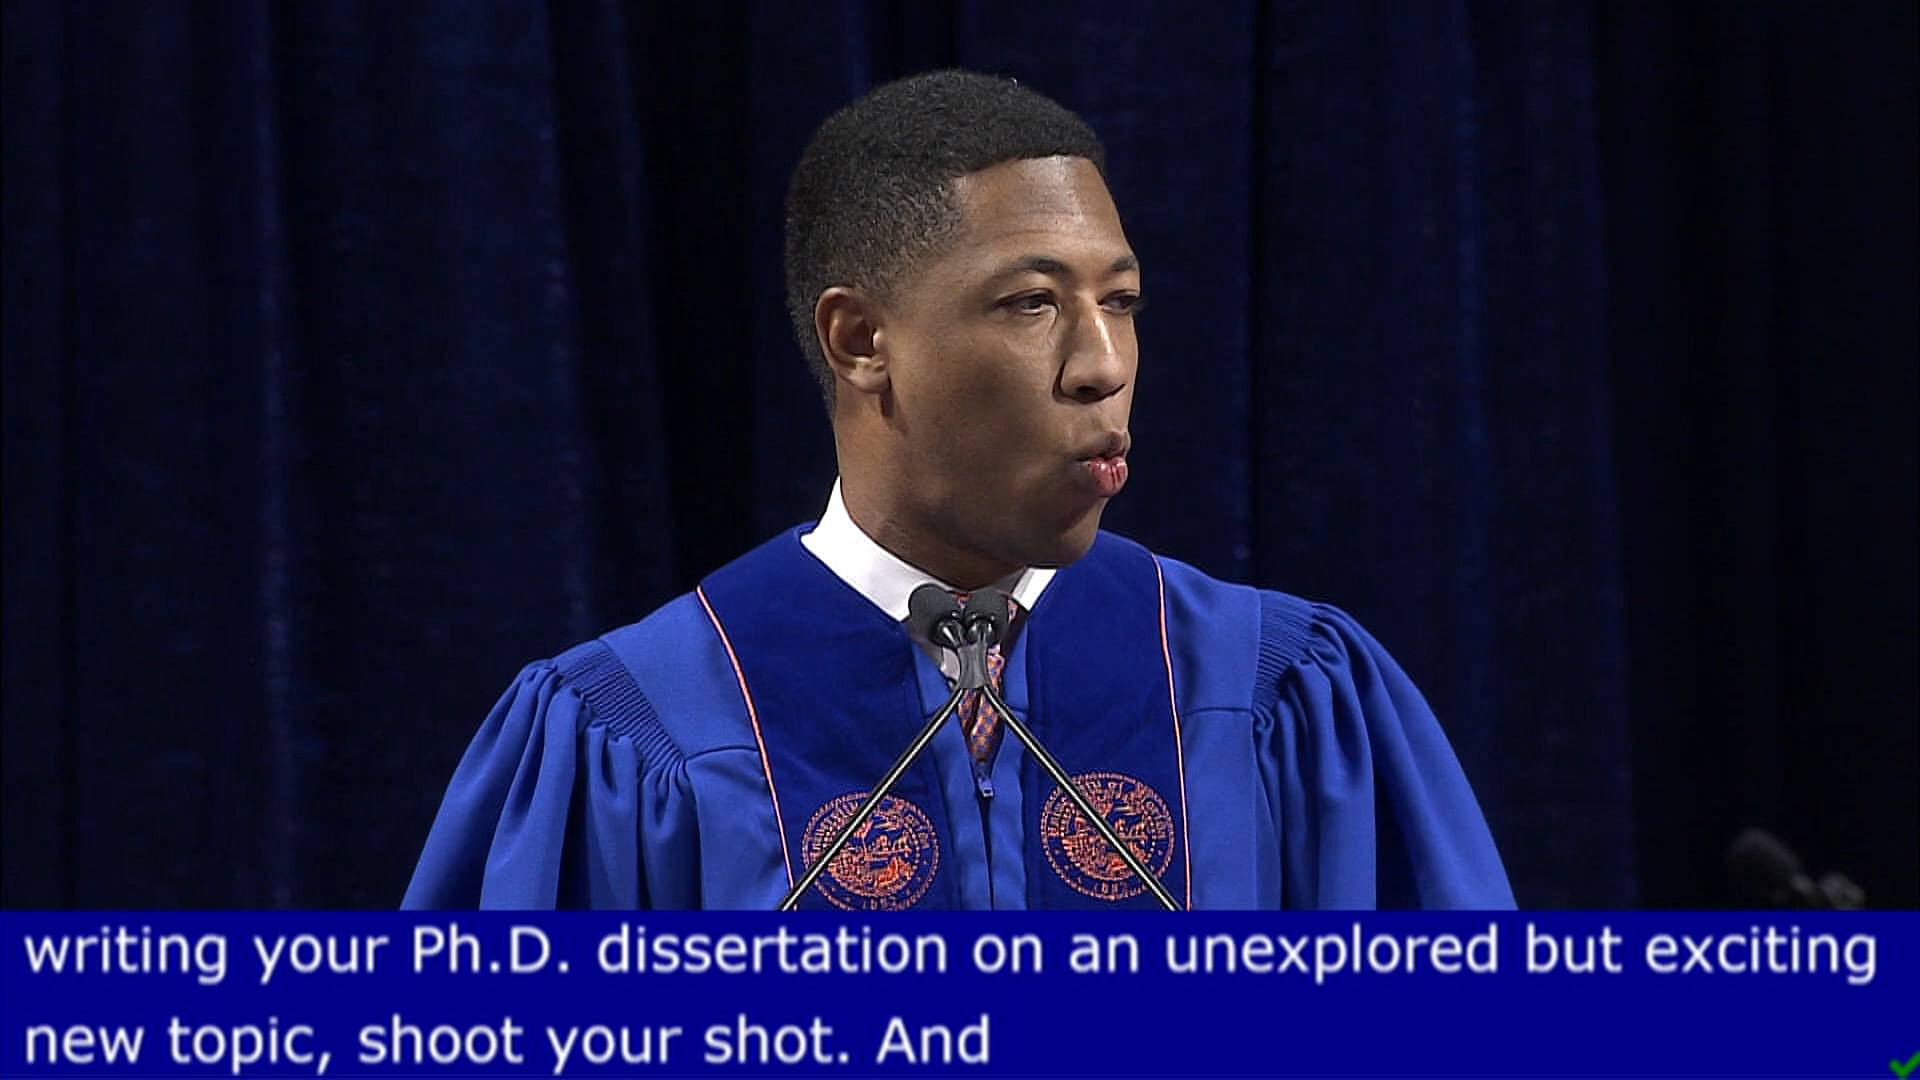 writing your Ph.D. dissertation on an unexplored but exciting
new topic, shoot your shot. And